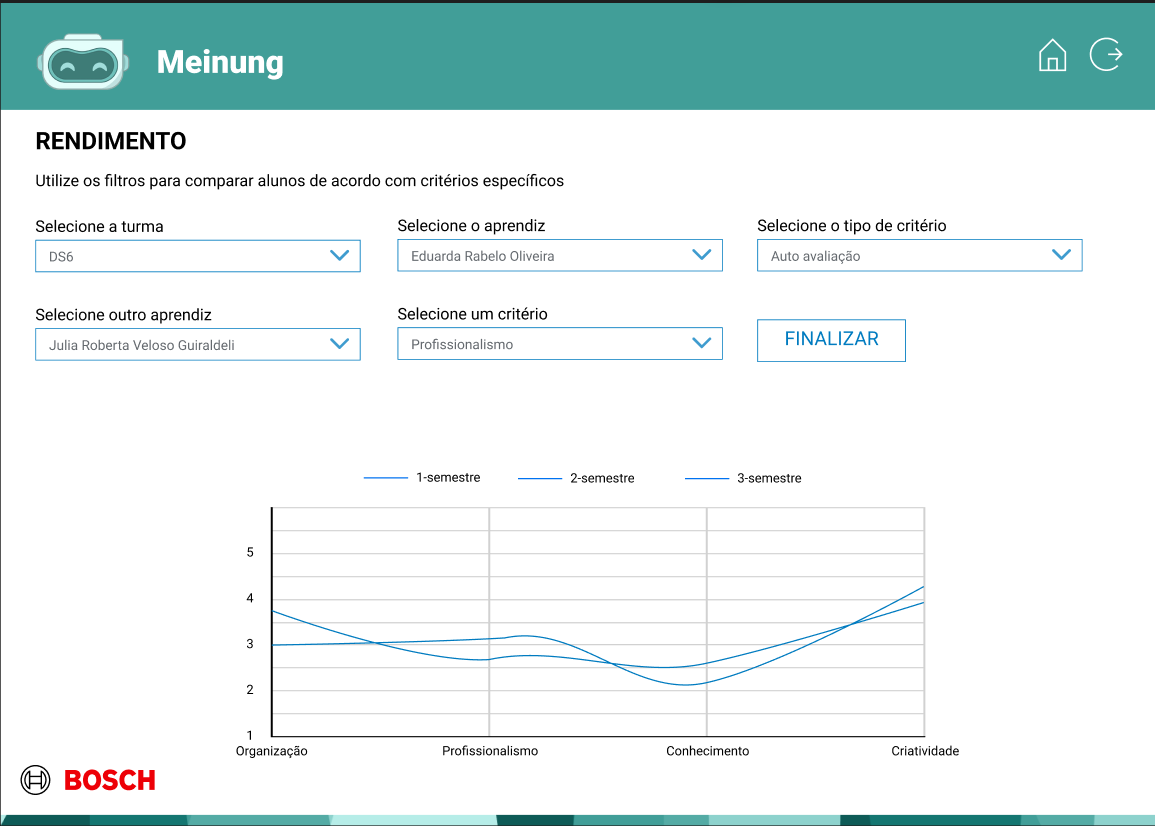 Meinung
RENDIMENTO
Utilize os filtros para comparar alunos de acordo com critérios específicos
Selecione a turma
DS6
Selecione o aprendiz
Eduarda Rabelo Oliveira
Selecione o tipo de critério
Auto avaliação
Selecione outro aprendiz
Julia Roberta Veloso Guiraldeli
Selecione um critério
Profissionalismo
FINALIZAR
1-semestre
2-semestre
3-semestre
5
4
3
2
1
Organização
Profissionalismo
Conhecimento
Criatividade
BOSCH